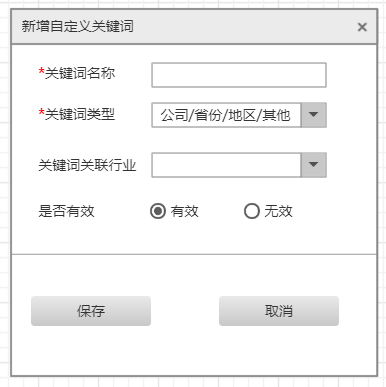 新增自定义关键词
*关键词名称
*关键词类型 公司/省份/地区/其他
关键词关联行业
是否有效 有效 无效
保存 取消